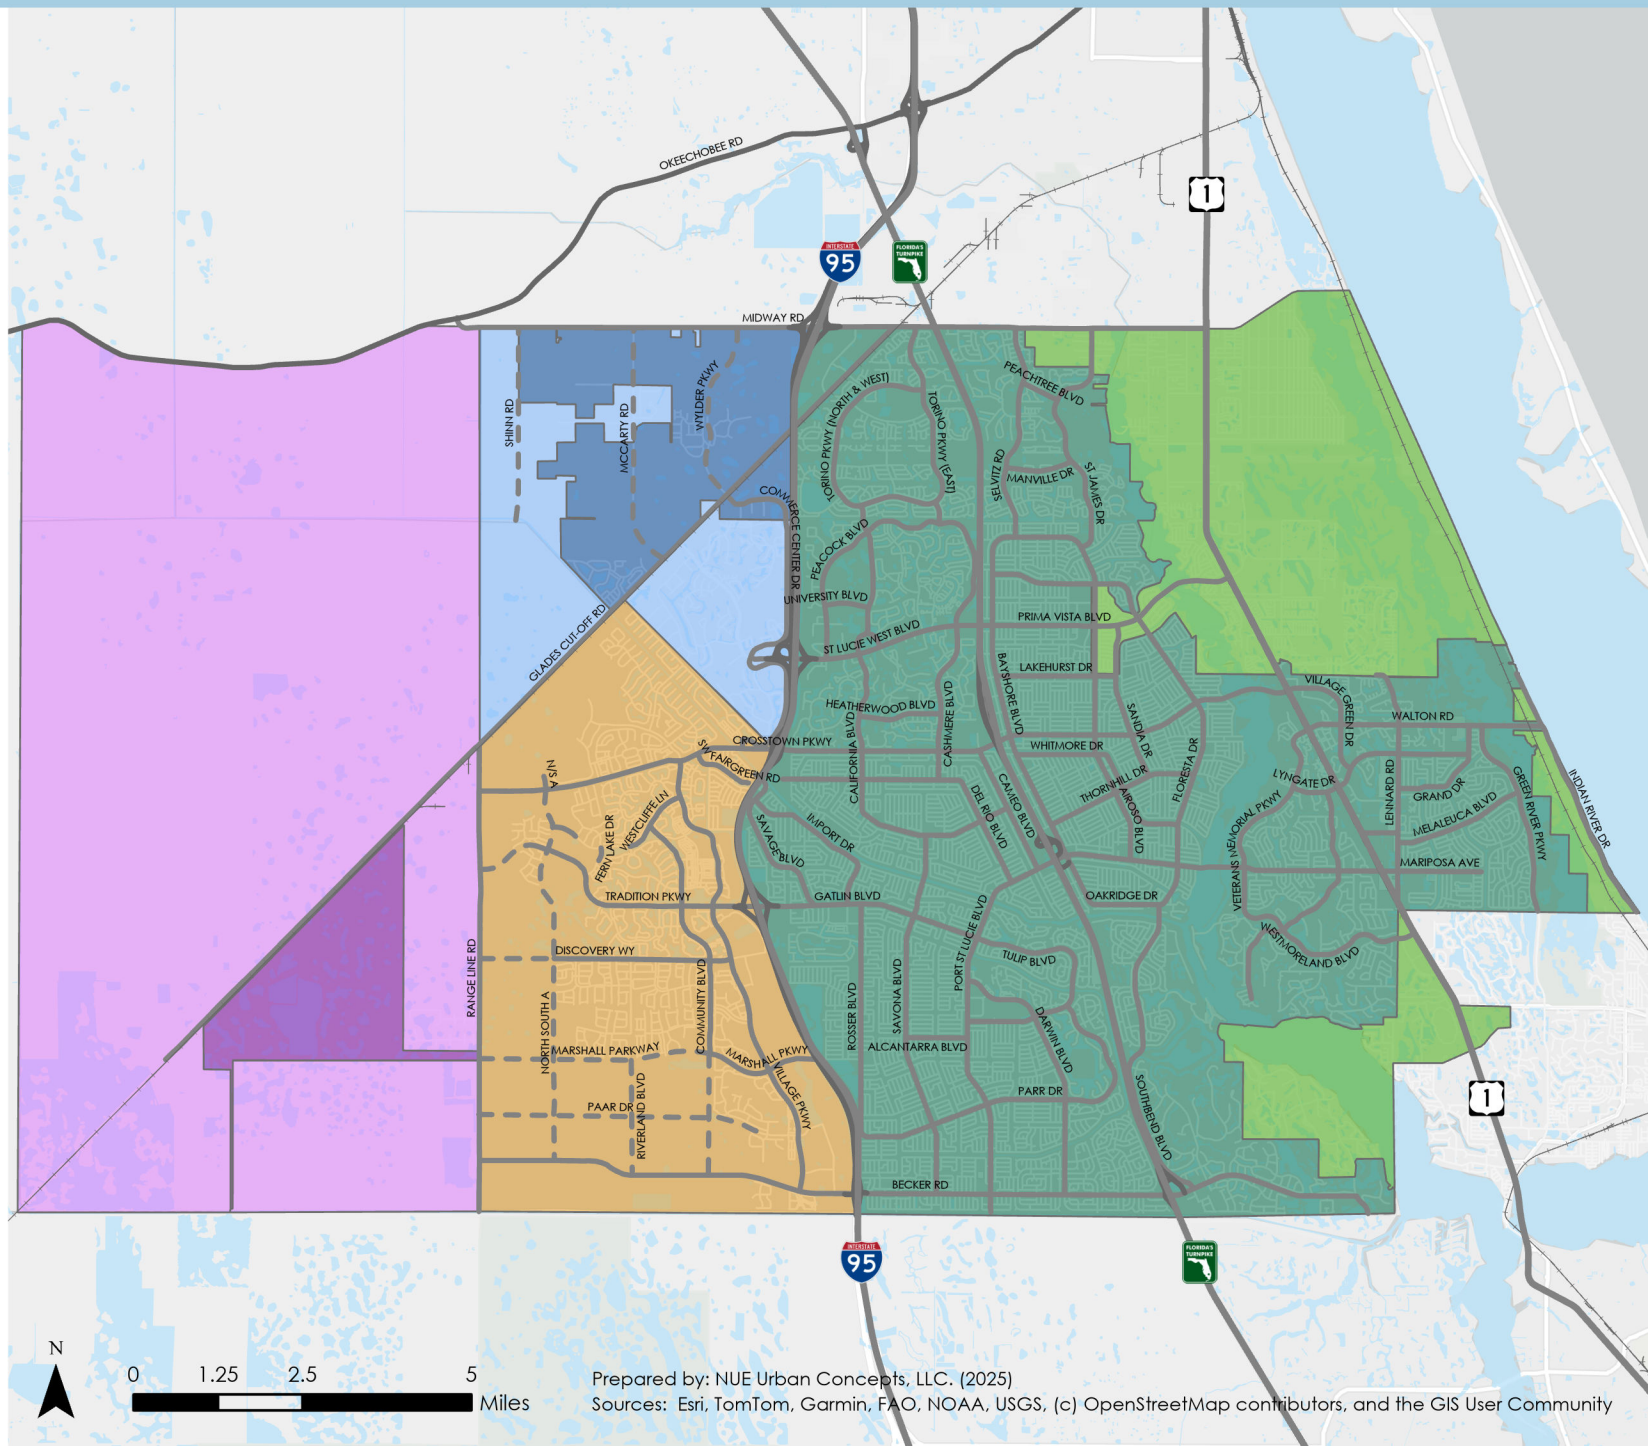 OKEECHOBEE RD
1
INTERSTATE
95
FLORIDA'S
TURNPIKE
MIDWAY RD
SHINN RD
MCCARTY RD
WYLDER PKWY
TORINO PKWY (NORTH & WEST)
TORINO PKWY (EAST)
PEACHTREE BLVD
SELVITZ RD
MANVILLE DR
ST JAMES DR
COMMERCE CENTER DR
PEACOCK BLVD
UNIVERSITY BLVD
GLADES CUT-OFF RD
ST LUCIE WEST BLVD
PRIMA VISTA BLVD
BAYSHORE BLVD
LAKEHURST DR
VILLAGE GREEN DR
HEATHERWOOD BLVD
CALIFORNIA BLVD
CASHMERE BLVD
SANDIA DR
WALTON RD
CROSSTOWN PKWY
WHITMORE DR
FLORESTA DR
SW FAIRGREEN RD
N/S A
THORNHILL DR
LYNGATE DR
LENNARD RD
GRAND DR
GREEN RIVER PKWY
INDIAN RIVER DR
WESTCLIFFE LN
FERN LAKE DR
SAVAGE BLVD
IMPORT DR
DEL RIO BLVD
CAMEO BLVD
AIROSO BLVD
VETERANS MEMORIAL PKWY
MELALEUCA BLVD
MARIPOSA AVE
TRADITION PKWY
GATLIN BLVD
OAKRIDGE DR
RANGE LINE RD
DISCOVERY WY
PORT ST LUCIE BLVD
TULIP BLVD
WESTMORELAND BLVD
NORTH SOUTH A
COMMUNITY BLVD
ROSSER BLVD
SAVONA BLVD
DARWIN BLVD
MARSHALL PARKWAY
MARSHALL PKWY
ALCANTARRA BLVD
VILLAGE PKWY
PAAR DR
RIVERLAND BLVD
PARR DR
SOUTHBEND BLVD
1
BECKER RD
INTERSTATE
95
FLORIDA'S
TURNPIKE
N
0 1.25 2.5 5
Miles
Prepared by: NUE Urban Concepts, LLC. (2025)
Sources: Esri, TomTom, Garmin, FAO, NOAA, USGS, (c) OpenStreetMap contributors, and the GIS User Community